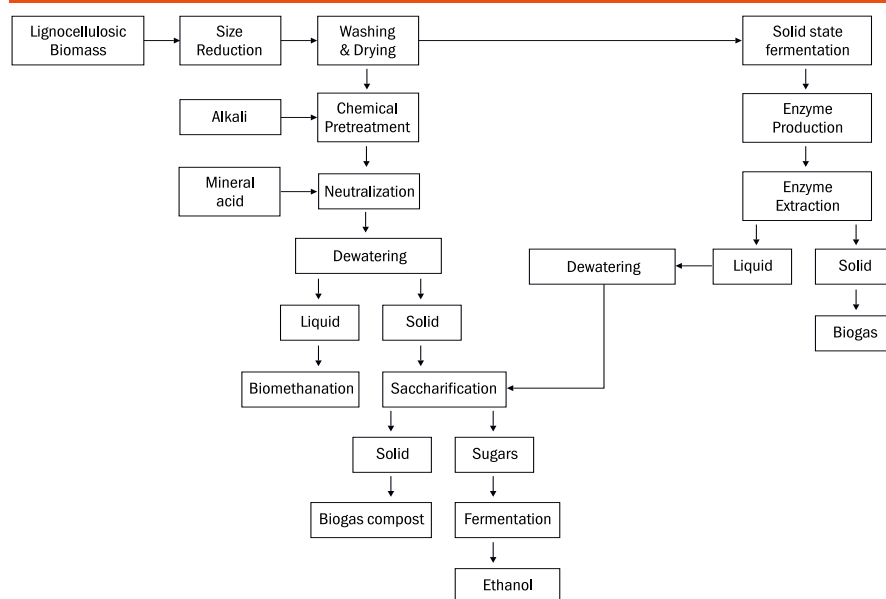 Lignocellulosic
Biomass
Size
Reduction
Washing
& Drying
Solid state
fermentation
Alkali
Chemical
Pretreatment
Enzyme
Production
Mineral
acid
Neutralization
Enzyme
Extraction
Dewatering
Dewatering
Liquid
Solid
Liquid
Solid
Biogas
Biomethanation
Saccharification
Solid
Sugars
Biogas compost
Fermentation
Ethanol